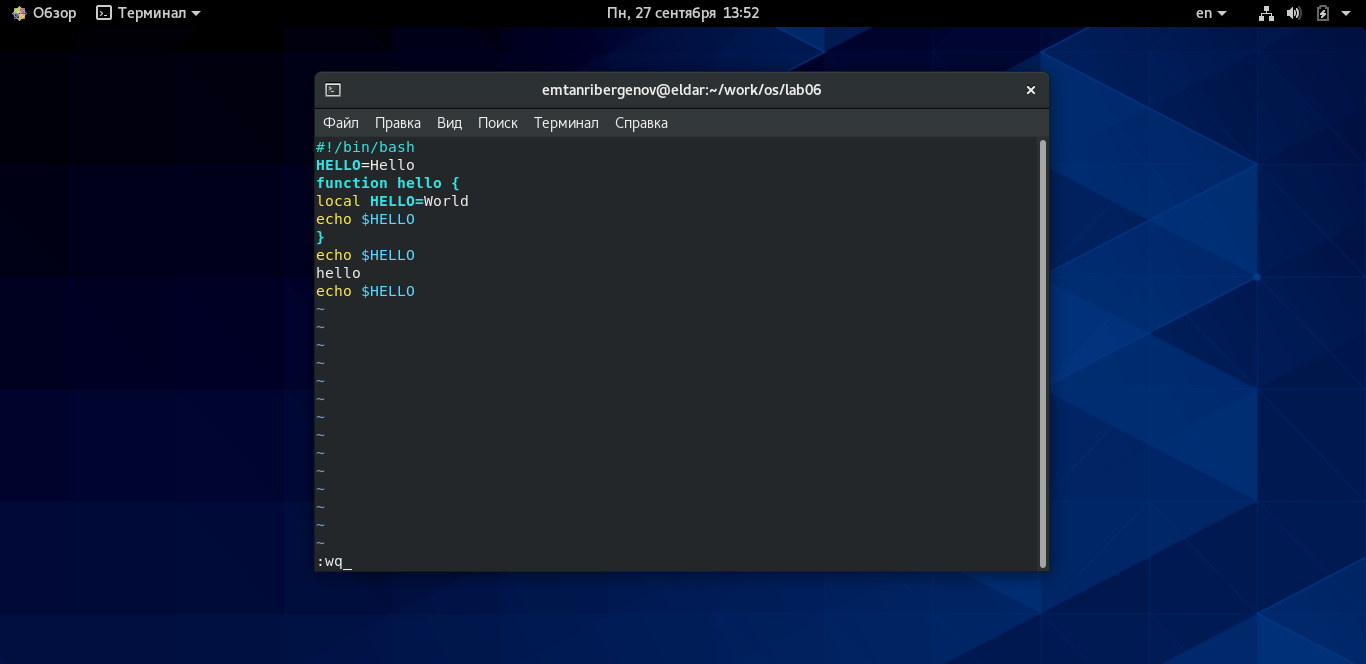 Обзор Терминал Пн, 27 сентября 13:52 en
emtanribergenov@eldar:~/work/os/lab06
Файл Правка Вид Поиск Терминал Справка
#!/bin/bash
HELLO=Hello
function hello {
local HELLO=World
echo $HELLO
}
echo $HELLO
hello
echo $HELLO
~
~
~
~
~
~
~
~
~
~
~
~
~
~
:wq_